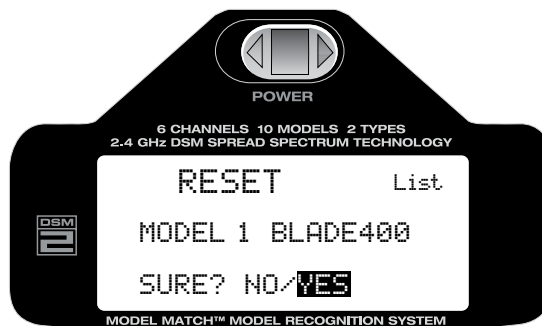 POWER
6 CHANNELS 10 MODELS 2 TYPES
2.4 GHz DSM SPREAD SPECTRUM TECHNOLOGY
RESET List
DSM
2
MODEL 1 BLADE400
SURE? NO/YES
MODEL MATCH™ MODEL RECOGNITION SYSTEM